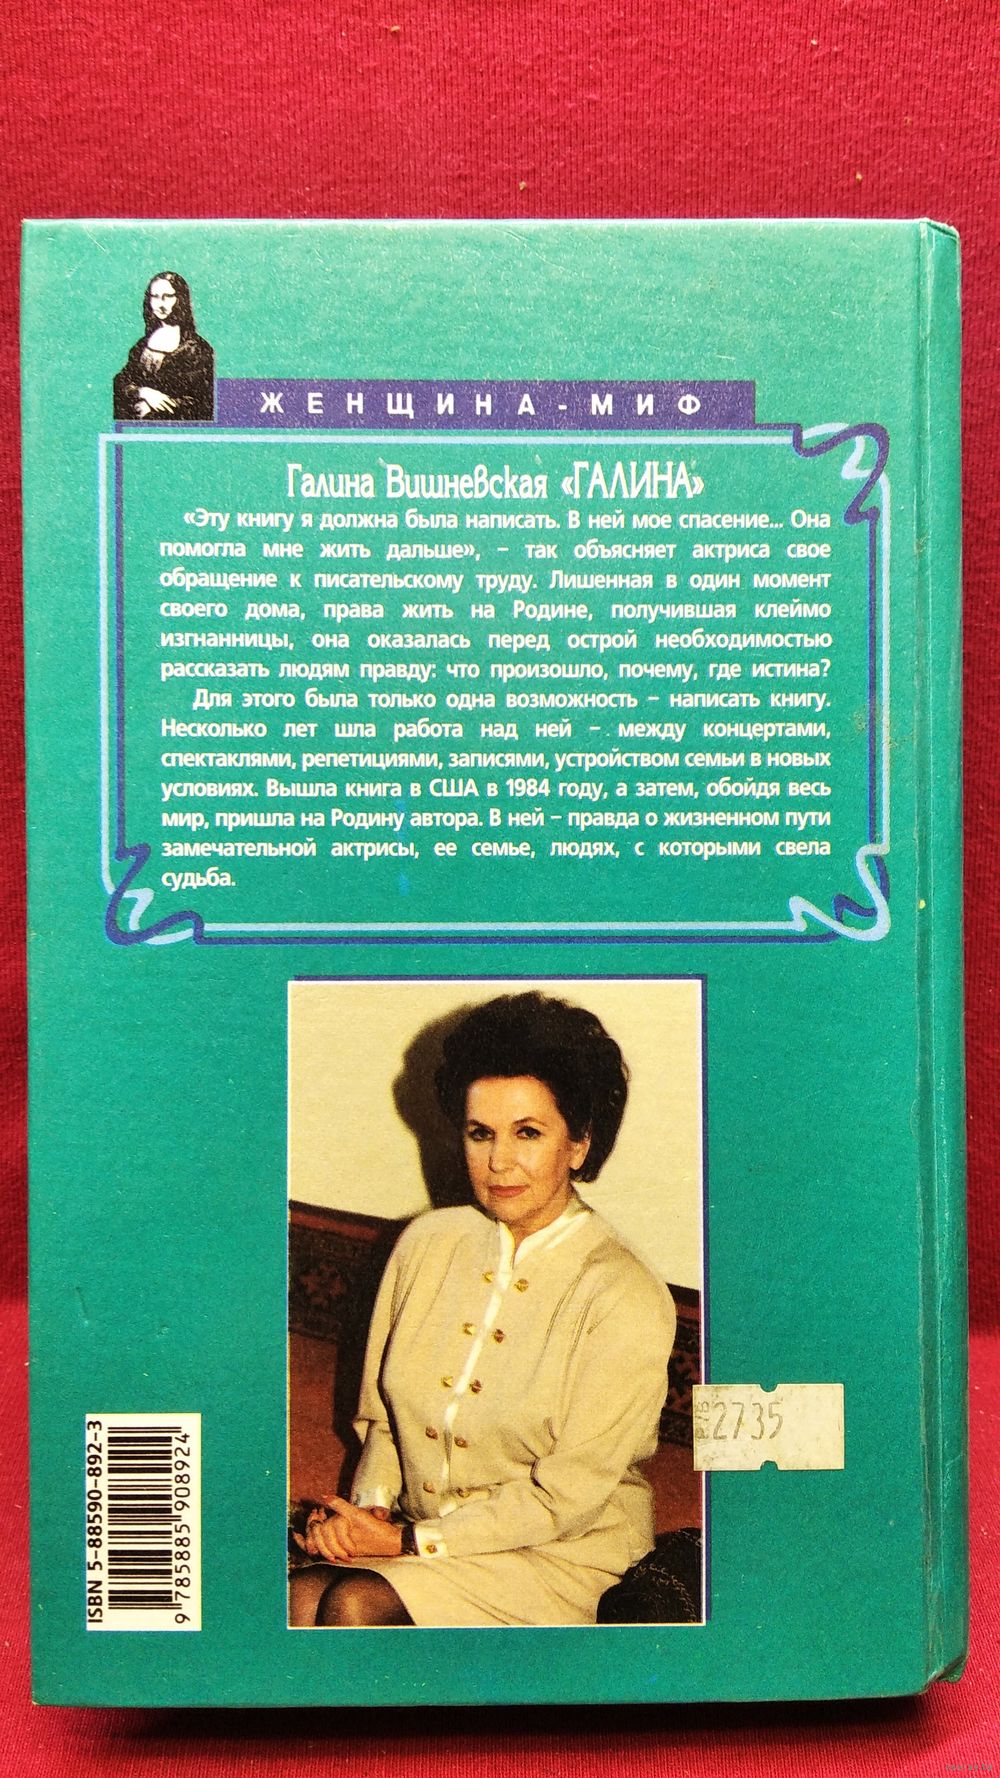 ЖЕНЩИНА-МИФ
Галина Вишневская «ГАЛИНА»
«Эту книгу я должна была написать. В ней мое спасение... Она
помогла мне жить дальше», – так объясняет актриса свое
обращение к писательскому труду. Лишенная в один момент
своего дома, права жить на Родине, получившая клеймо
изгнанницы, она оказалась перед острой необходимостью
рассказать людям правду: что произошло, почему, где истина?
Для этого была только одна возможность – написать книгу.
Несколько лет шла работа над ней – между концертами,
спектаклями, репетициями, записями, устройством семьи в новых
условиях. Вышла книга в США в 1984 году, а затем, обойдя весь
мир, пришла на Родину автора. В ней – правда о жизненном пути
замечательной актрисы, ее семье, людях, с которыми свела
судьба.
2735
ISBN 5-88590-892-3
9785885908924